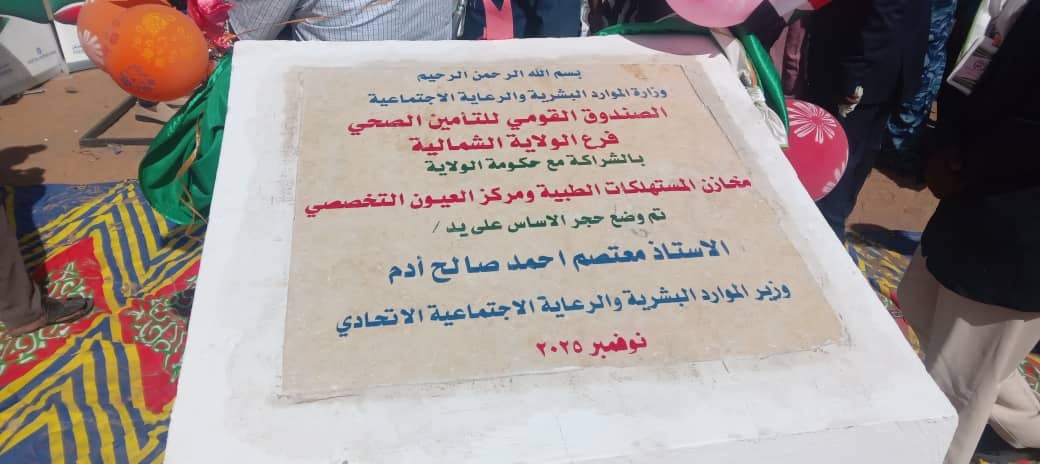 بسم الله الرحمن الرحيم
وزارة الموارد البشرية والرعاية الاجتماعية
الصندوق القومي للتامين الصحي
فرع الولاية الشمالية
بالشراكة مع حكومة الولاية
مخازن المستهلكات الطبية ومركز العيون التخصصي
تم وضع حجر الاساس على يد /
الاستاذ معتصم احمد صالح أدم
وزير الموارد البشرية والرعاية الاجتماعية الاتحادي
نوفمبر ٢٠٢٥